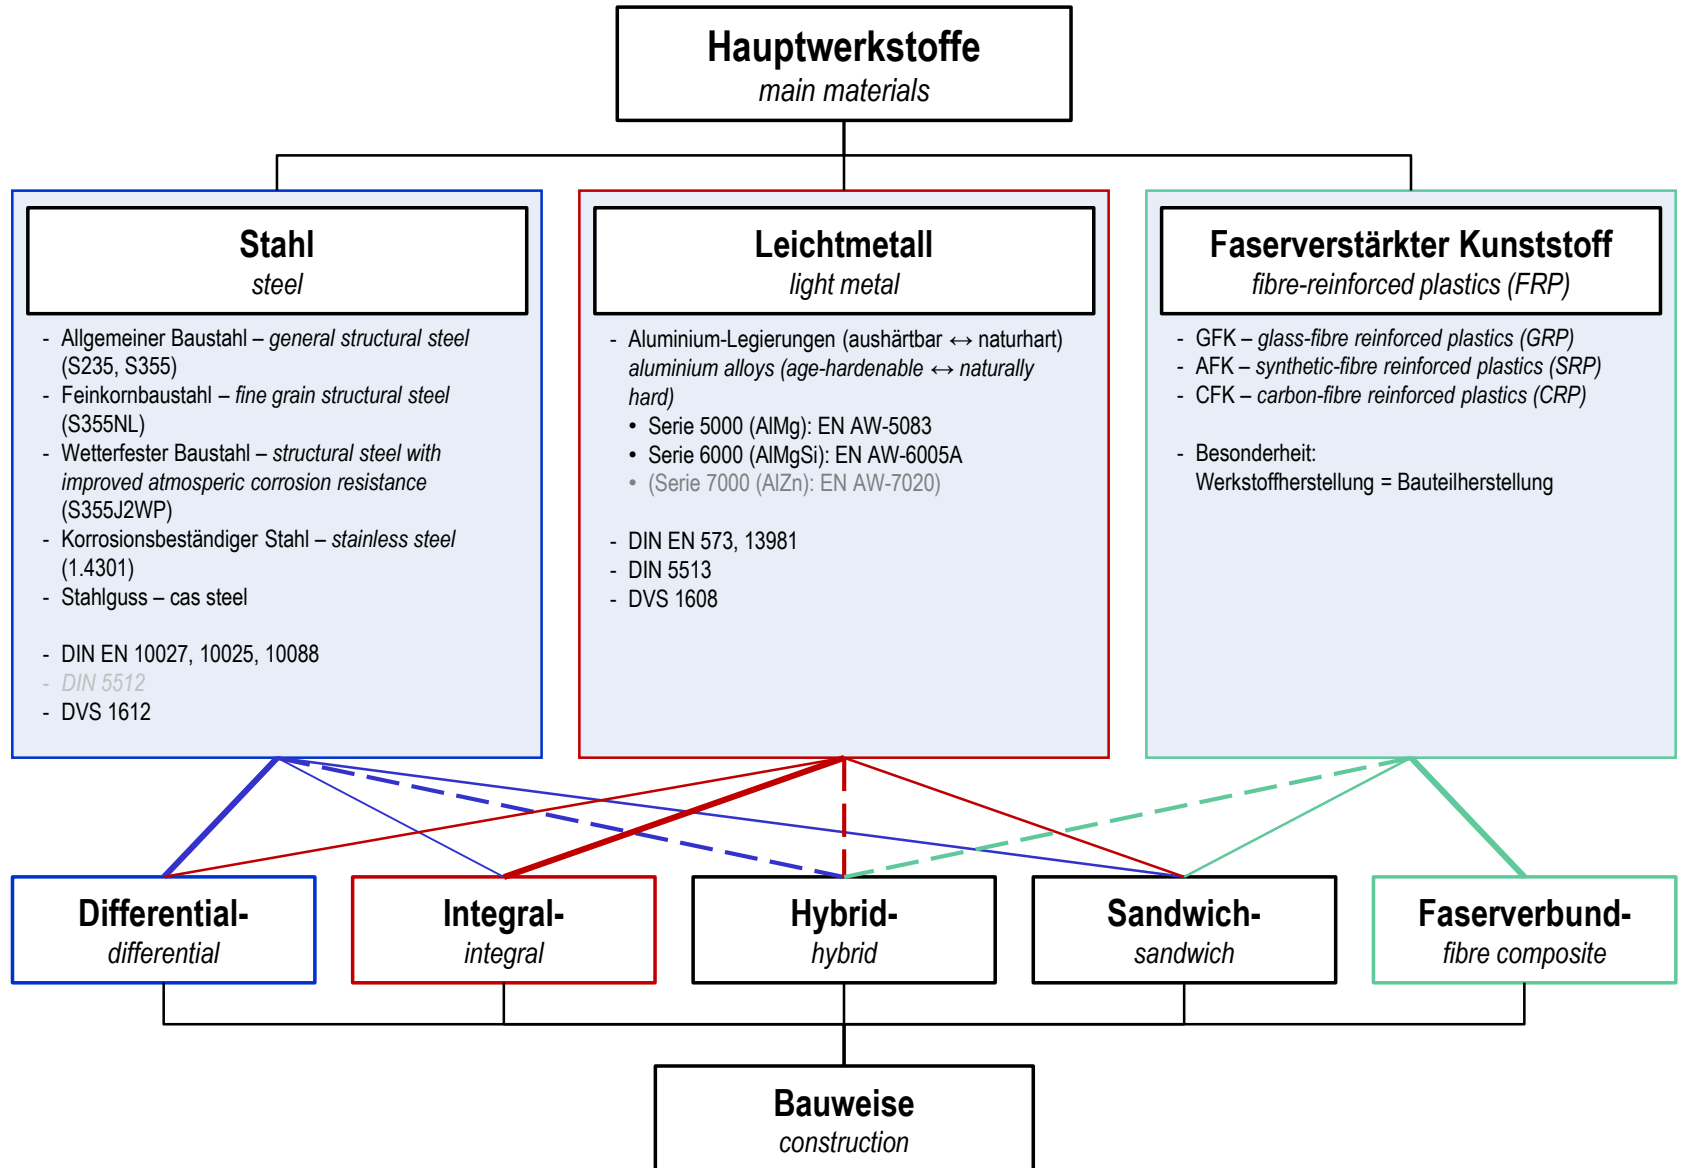 Hauptwerkstoffe
main materials
Stahl
steel
- Allgemeiner Baustahl – general structural steel
(S235, S355)
- Feinkornbaustahl – fine grain structural steel
(S355NL)
- Wetterfester Baustahl – structural steel with
improved atmosperic corrosion resistance
(S355J2WP)
- Korrosionsbeständiger Stahl – stainless steel
(1.4301)
- Stahlguss – cas steel
- DIN EN 10027, 10025, 10088
- DIN 5512
- DVS 1612
Leichtmetall
light metal
- Aluminium-Legierungen (aushärtbar ↔ naturhart)
aluminium alloys (age-hardenable ↔ naturally
hard)
• Serie 5000 (AlMg): EN AW-5083
• Serie 6000 (AlMgSi): EN AW-6005A
• (Serie 7000 (AlZn): EN AW-7020)
- DIN EN 573, 13981
- DIN 5513
- DVS 1608
Faserverstärkter Kunststoff
fibre-reinforced plastics (FRP)
- GFK – glass-fibre reinforced plastics (GRP)
- AFK – synthetic-fibre reinforced plastics (SRP)
- CFK – carbon-fibre reinforced plastics (CRP)
- Besonderheit:
Werkstoffherstellung = Bauteilherstellung
Differential-
differential
Integral-
integral
Hybrid-
hybrid
Sandwich-
sandwich
Faserverbund-
fibre composite
Bauweise
construction